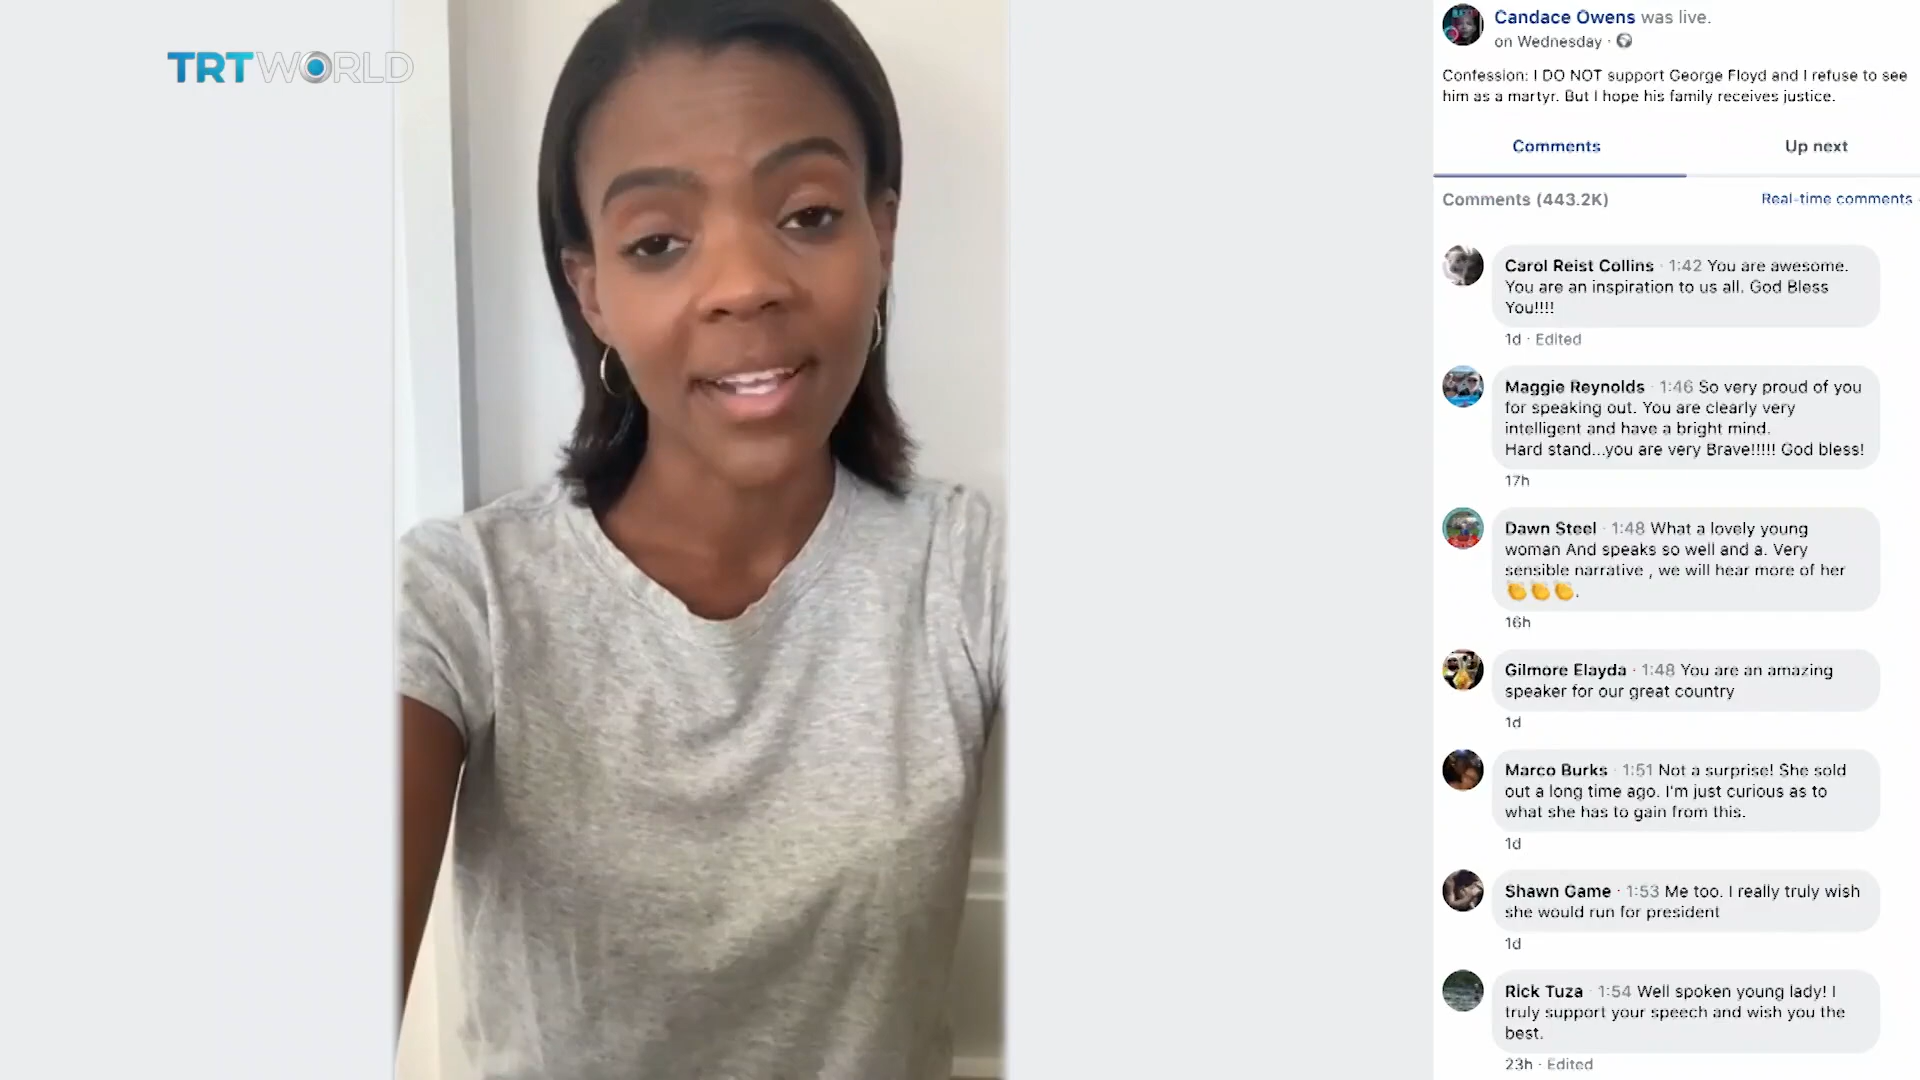 TRT WORLD
Candace Owens was live.
on Wednesday ·
Confession: I DO NOT support George Floyd and I refuse to see
him as a martyr. But I hope his family receives justice.
Comments
Up next
Comments (443.2K)
Real-time comments
Carol Reist Collins · 1:42 You are awesome.
You are an inspiration to us all. God Bless
You!!!!
1d · Edited
Maggie Reynolds · 1:46 So very proud of you
for speaking out. You are clearly very
intelligent and have a bright mind.
Hard stand...you are very Brave!!!!! God bless!
17h
Dawn Steel · 1:48 What a lovely young
woman And speaks so well and a. Very
sensible narrative , we will hear more of her
👏👏👏.
16h
Gilmore Elayda · 1:48 You are an amazing
speaker for our great country
1d
Marco Burks · 1:51 Not a surprise! She sold
out a long time ago. I'm just curious as to
what she has to gain from this.
1d
Shawn Game · 1:53 Me too. I really truly wish
she would run for president
1d
Rick Tuza · 1:54 Well spoken young lady! I
truly support your speech and wish you the
best.
23h · Edited